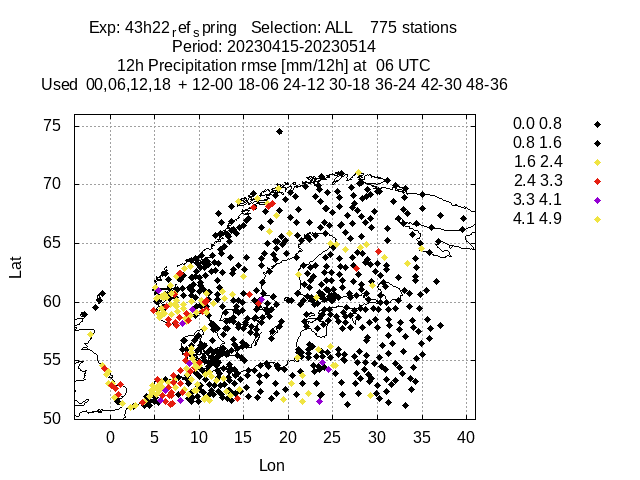 Exp: 43h22refspring   Selection: ALL    775 stations
Period: 20230415-20230514
12h Precipitation rmse [mm/12h] at  06 UTC
Used  00,06,12,18  + 12-00 18-06 24-12 30-18 36-24 42-30 48-36
75
70
65
60
55
50
Lat
0 5 10 15 20 25 30 35 40
Lon
0.0 0.8
0.8 1.6
1.6 2.4
2.4 3.3
3.3 4.1
4.1 4.9